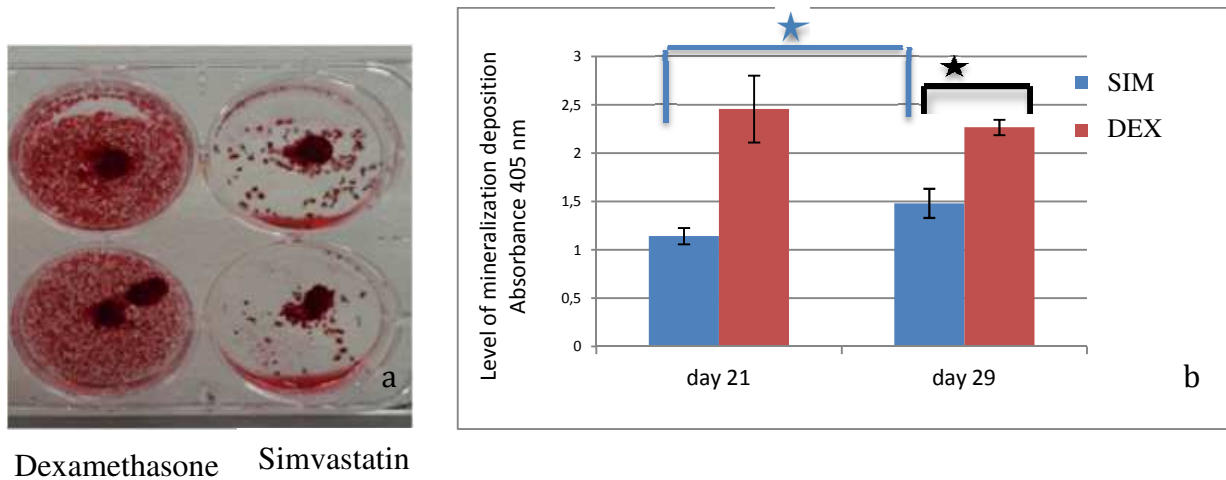 a
Dexamethasone
Simvastatin
Level of mineralization deposition
Absorbance 405 nm
3
2,5
2
1,5
1
0,5
0
day 21
day 29
SIM
DEX
b